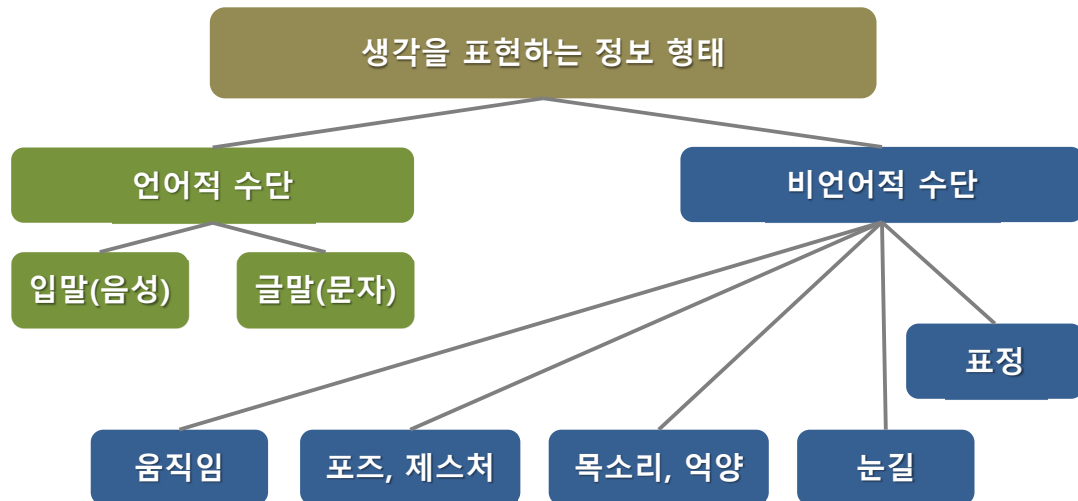 생각을 표현하는 정보 형태
언어적 수단
비언어적 수단
입말(음성)
글말(문자)
표정
움직임
포즈, 제스처
목소리, 억양
눈길